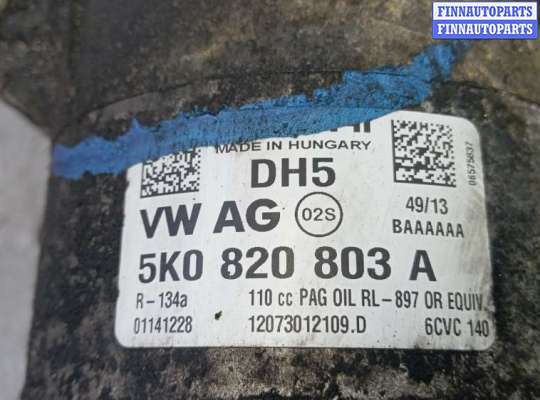 FINNAUTOPARTS
FINNAUTOPARTS
MADE IN HUNGARY
06575837
DH5
VW AG 02S
49/13
BAAAAAA
5K0 820 803 A
R-134a 110 cc PAG OIL RL-897 OR EQUIV.
01141228 12073012109.D 6CVC 140